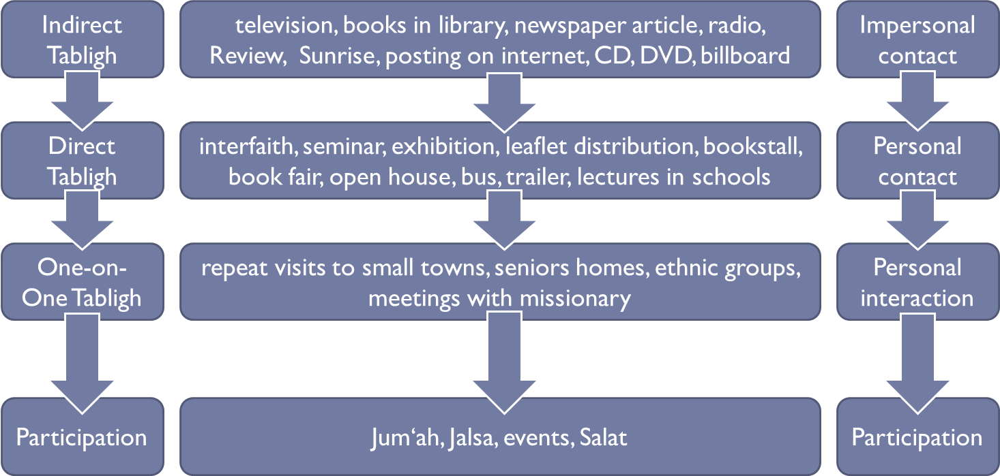 Indirect
Tabligh
television, books in library, newspaper article, radio,
Review,  Sunrise, posting on internet, CD, DVD, billboard
Impersonal
contact
Direct
Tabligh
interfaith, seminar, exhibition, leaflet distribution, bookstall,
book fair, open house, bus, trailer, lectures in schools
Personal
contact
One-on-
One Tabligh
repeat visits to small towns, seniors homes, ethnic groups,
meetings with missionary
Personal
interaction
Participation
Jum‘ah, Jalsa, events, Salat
Participation